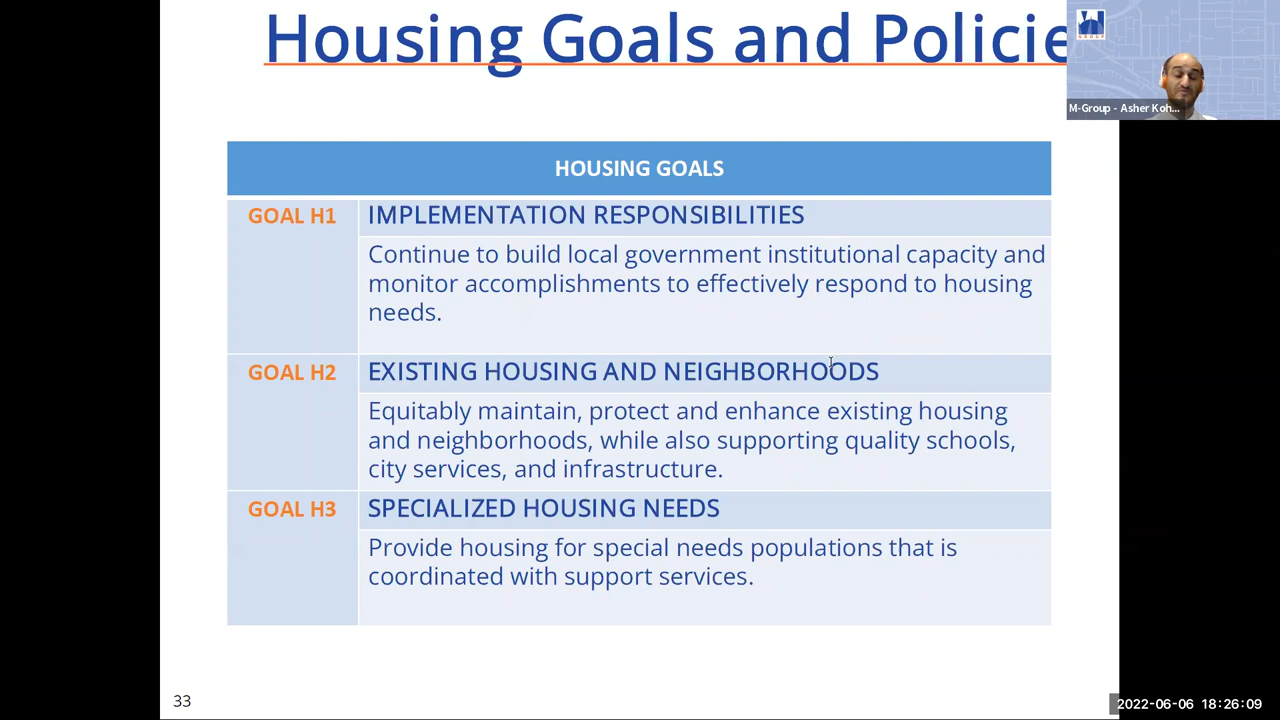 Housing Goals and Policie
GROUP
M-Group - Asher Koh...
HOUSING GOALS
GOAL H1
IMPLEMENTATION RESPONSIBILITIES
Continue to build local government institutional capacity and
monitor accomplishments to effectively respond to housing
needs.
GOAL H2
EXISTING HOUSING AND NEIGHBORHOODS
Equitably maintain, protect and enhance existing housing
and neighborhoods, while also supporting quality schools,
city services, and infrastructure.
GOAL H3
SPECIALIZED HOUSING NEEDS
Provide housing for special needs populations that is
coordinated with support services.
33
2022-06-06 18:26:09